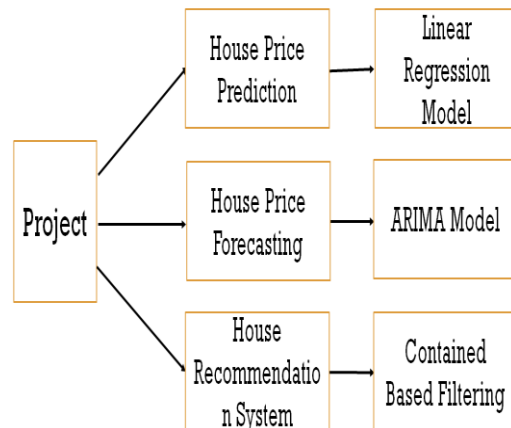 House Price
Prediction
Linear
Regression
Model
Project
House Price
Forecasting
ARIMA Model
House
Recommendatio
n System
Contained
Based Filtering